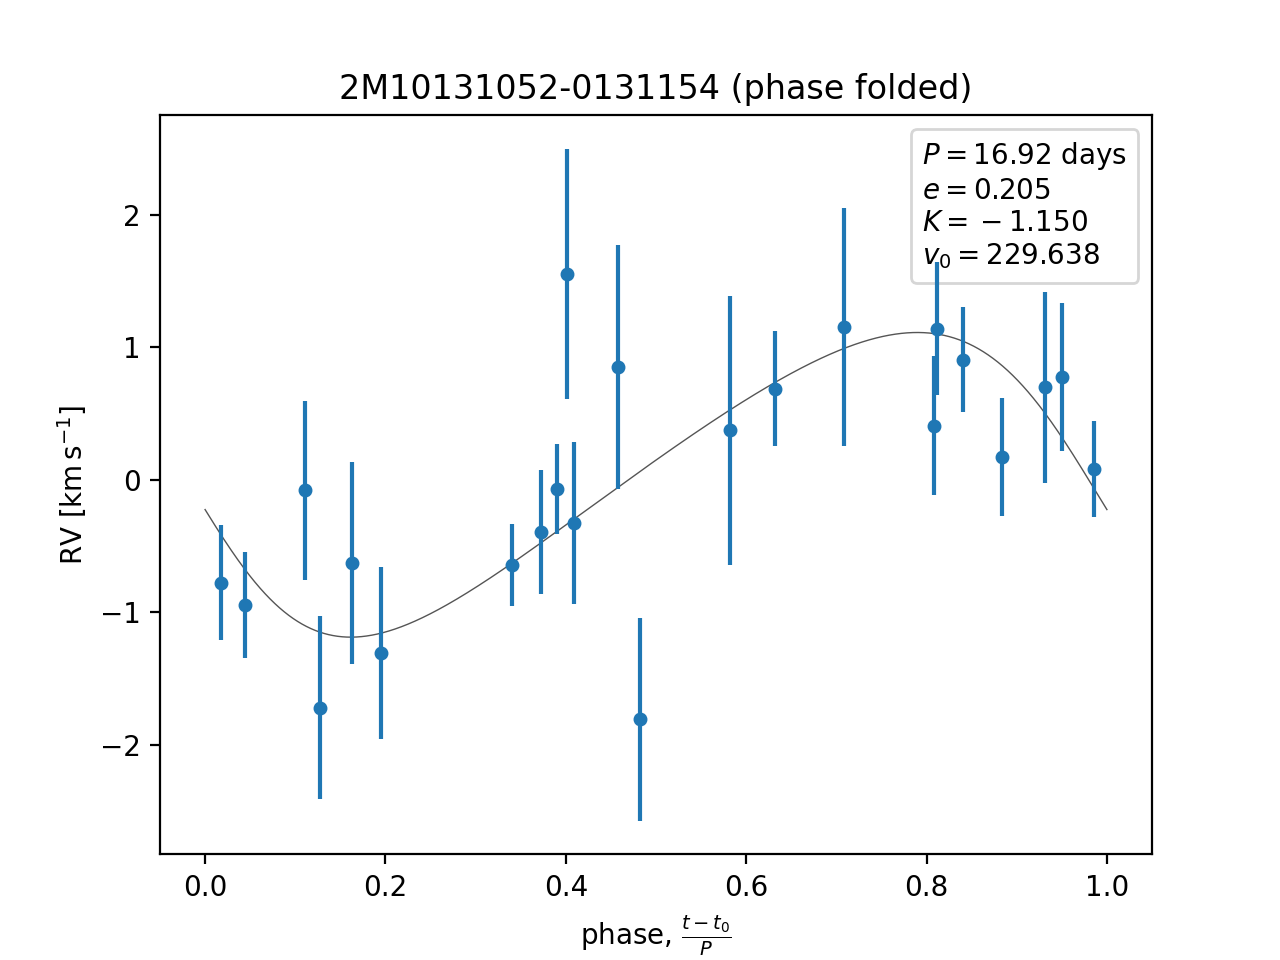 2M10131052-0131154 (phase folded)
P = 16.92 days
e = 0.205
K = −1.150
v₀ = 229.638
2
1
0
−1
−2
RV [km s⁻¹]
0.0 0.2 0.4 0.6 0.8 1.0
phase, (t − t₀)/P